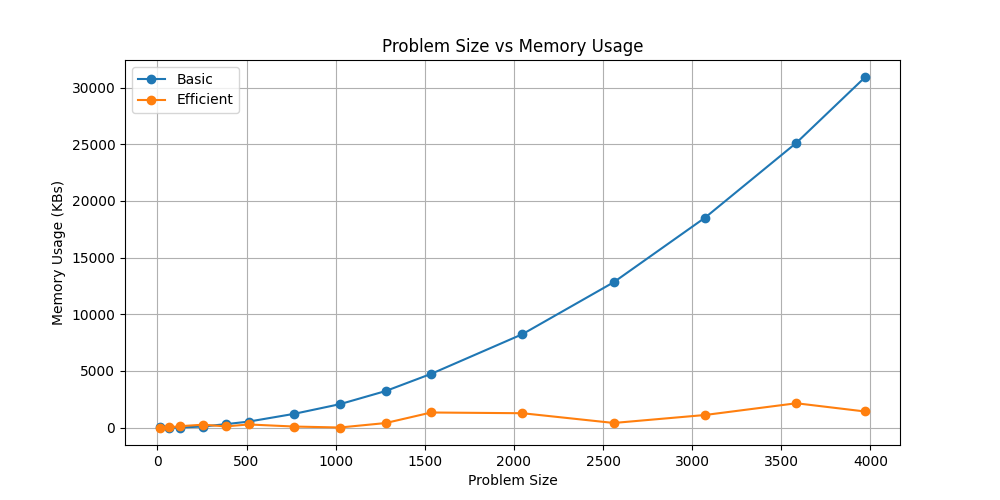 Problem Size vs Memory Usage
Basic
Efficient
Memory Usage (KBs)
30000
25000
20000
15000
10000
5000
0
0 500 1000 1500 2000 2500 3000 3500 4000
Problem Size